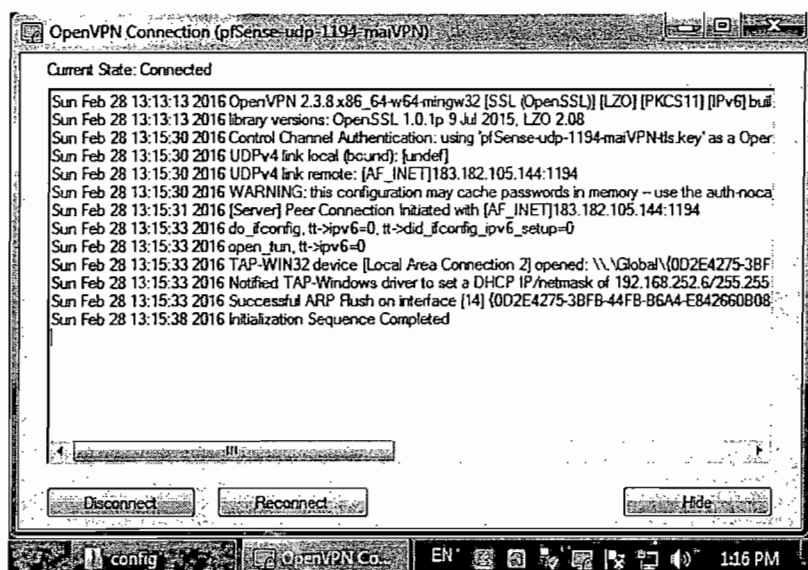 OpenVPN Connection (pfSense-udp-1194-maiVPN)
Current State: Connected
Sun Feb 28 13:13:13 2016 OpenVPN 2.3.8 x86_64-w64-mingw32 [SSL (OpenSSL)] [LZO] [PKCS11] [IPv6] buil
Sun Feb 28 13:13:13 2016 library versions: OpenSSL 1.0.1p 9 Jul 2015, LZO 2.08
Sun Feb 28 13:15:30 2016 Control Channel Authentication: using 'pfSense-udp-1194-maiVPN-tls.key' as a Oper
Sun Feb 28 13:15:30 2016 UDPv4 link local (bound): [undef]
Sun Feb 28 13:15:30 2016 UDPv4 link remote: [AF_INET]183.182.105.144:1194
Sun Feb 28 13:15:30 2016 WARNING: this configuration may cache passwords in memory -- use the auth-noca
Sun Feb 28 13:15:31 2016 [Server] Peer Connection Initiated with [AF_INET]183.182.105.144:1194
Sun Feb 28 13:15:33 2016 do_ifconfig, tt->ipv6=0, tt->did_ifconfig_ipv6_setup=0
Sun Feb 28 13:15:33 2016 open_tun, tt->ipv6=0
Sun Feb 28 13:15:33 2016 TAP-WIN32 device [Local Area Connection 2] opened: \\.\Global\{0D2E4275-3BF
Sun Feb 28 13:15:33 2016 Notified TAP-Windows driver to set a DHCP IP/netmask of 192.168.252.6/255.255
Sun Feb 28 13:15:33 2016 Successful ARP Flush on interface [14] {0D2E4275-3BFB-44FB-B6A4-E842660B08
Sun Feb 28 13:15:38 2016 Initialization Sequence Completed
Disconnect Reconnect Hide
config OpenVPN Co... EN 1:16 PM